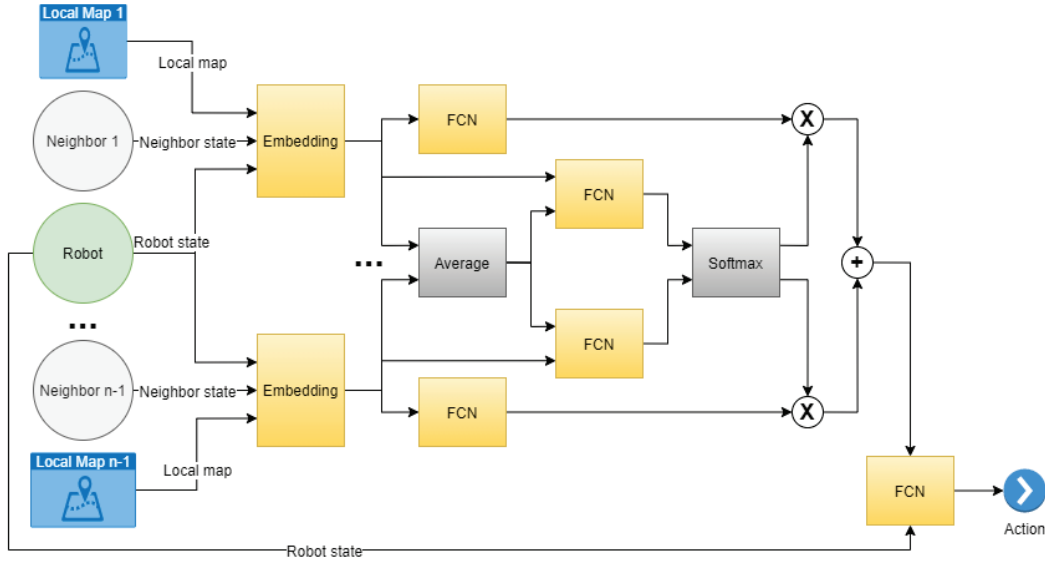 Local Map 1
Local map
Neighbor 1
Neighbor state
Embedding
FCN
X
FCN
Robot
Robot state
...
Average
Softmax
+
...
FCN
Neighbor n-1
Neighbor state
Embedding
FCN
X
Local Map n-1
Local map
FCN
Action
Robot state